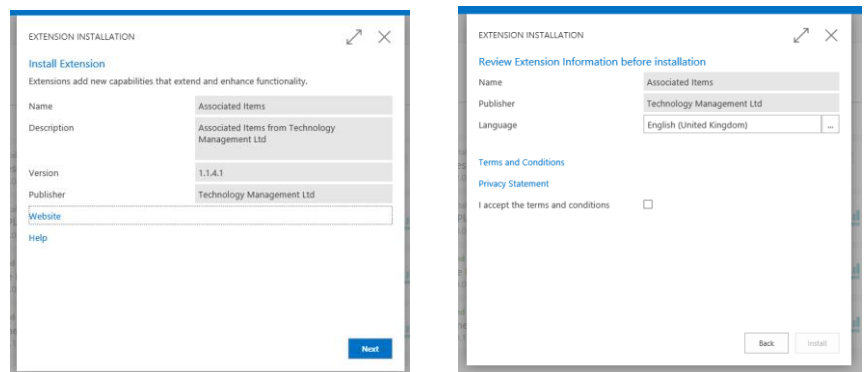 EXTENSION INSTALLATION
Install Extension
Extensions add new capabilities that extend and enhance functionality.
Name Associated Items
Description Associated Items from Technology
Management Ltd
Version 1.1.4.1
Publisher Technology Management Ltd
Website
Help
Next
EXTENSION INSTALLATION
Review Extension Information before installation
Name Associated Items
Publisher Technology Management Ltd
Language English (United Kingdom) ...
Terms and Conditions
Privacy Statement
I accept the terms and conditions
Back Install